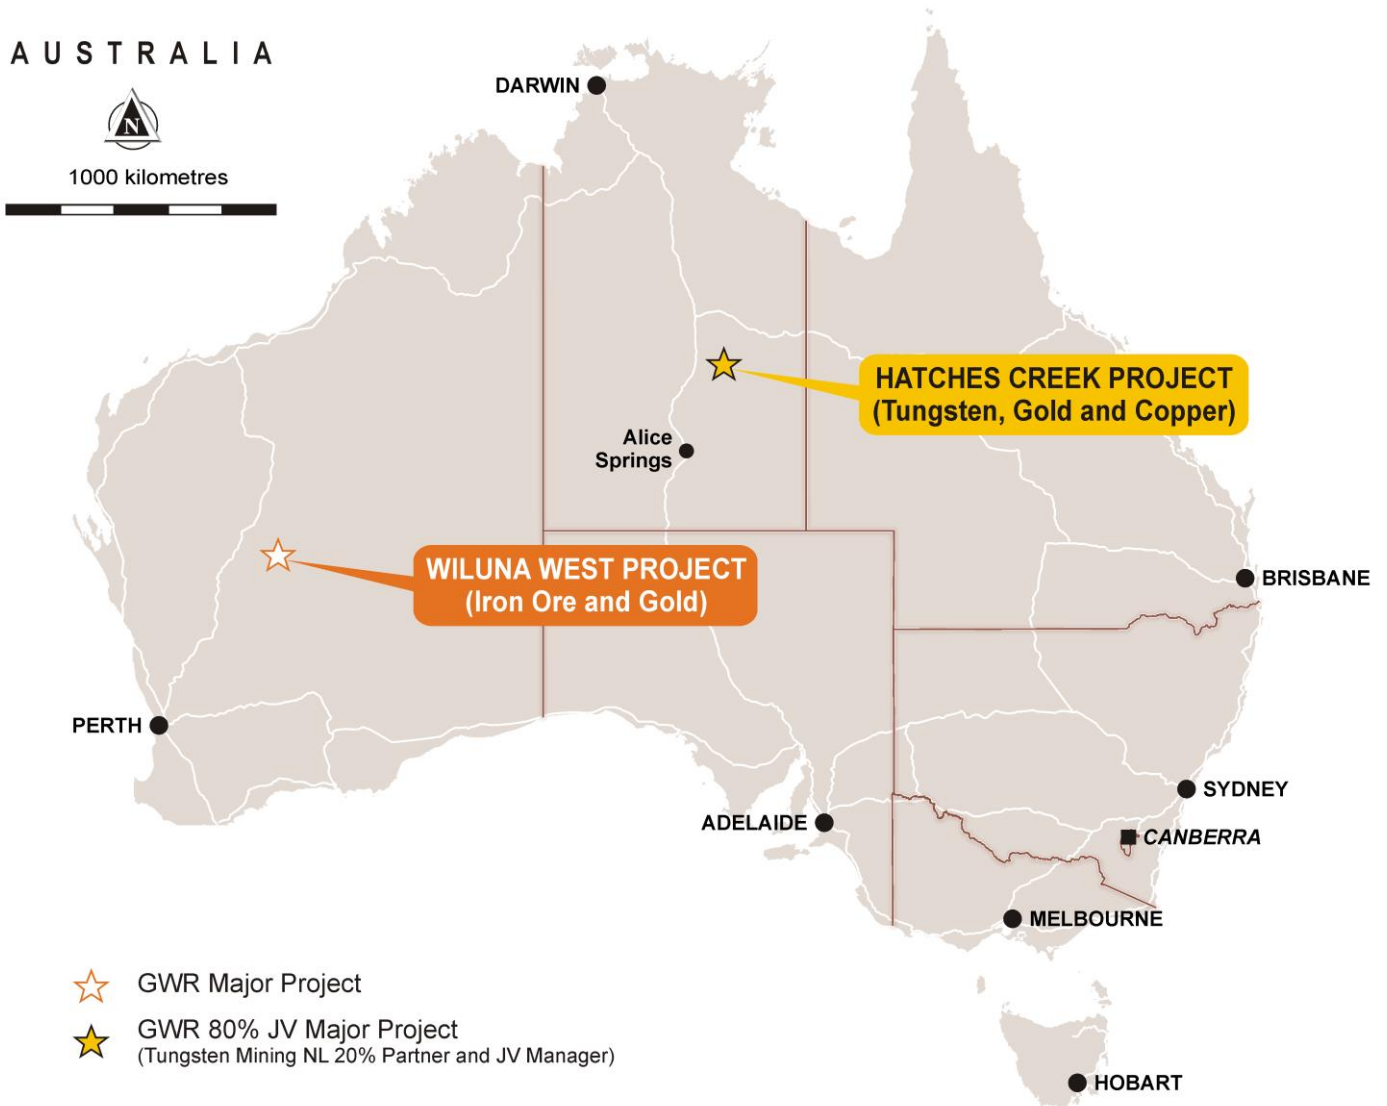 AUSTRALIA
N
1000 kilometres
DARWIN
HATCHES CREEK PROJECT
(Tungsten, Gold and Copper)
Alice
Springs
WILUNA WEST PROJECT
(Iron Ore and Gold)
BRISBANE
PERTH
SYDNEY
ADELAIDE
CANBERRA
MELBOURNE
GWR Major Project
GWR 80% JV Major Project
(Tungsten Mining NL 20% Partner and JV Manager)
HOBART